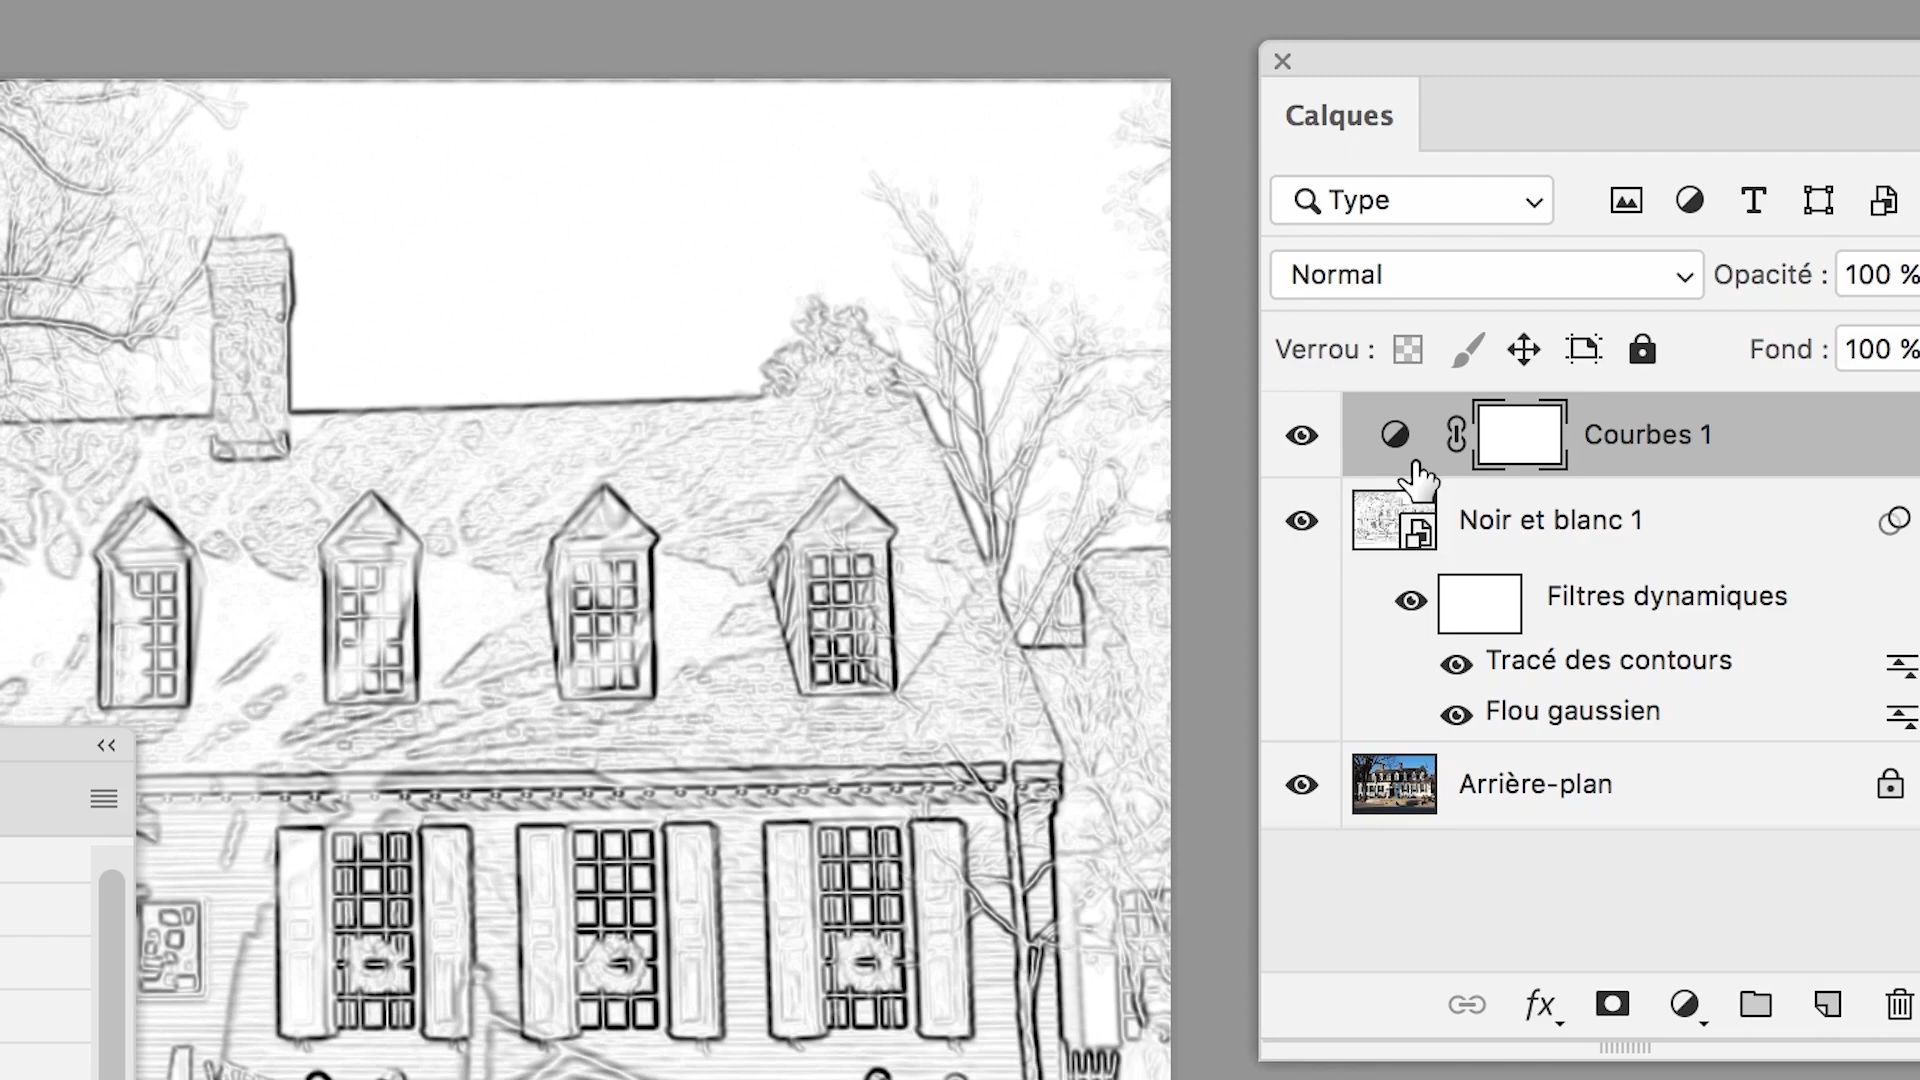 Calques
Type
Normal
Opacité : 100 %
Verrou :
Fond : 100 %
Courbes 1
Noir et blanc 1
Filtres dynamiques
Tracé des contours
Flou gaussien
Arrière-plan
fx